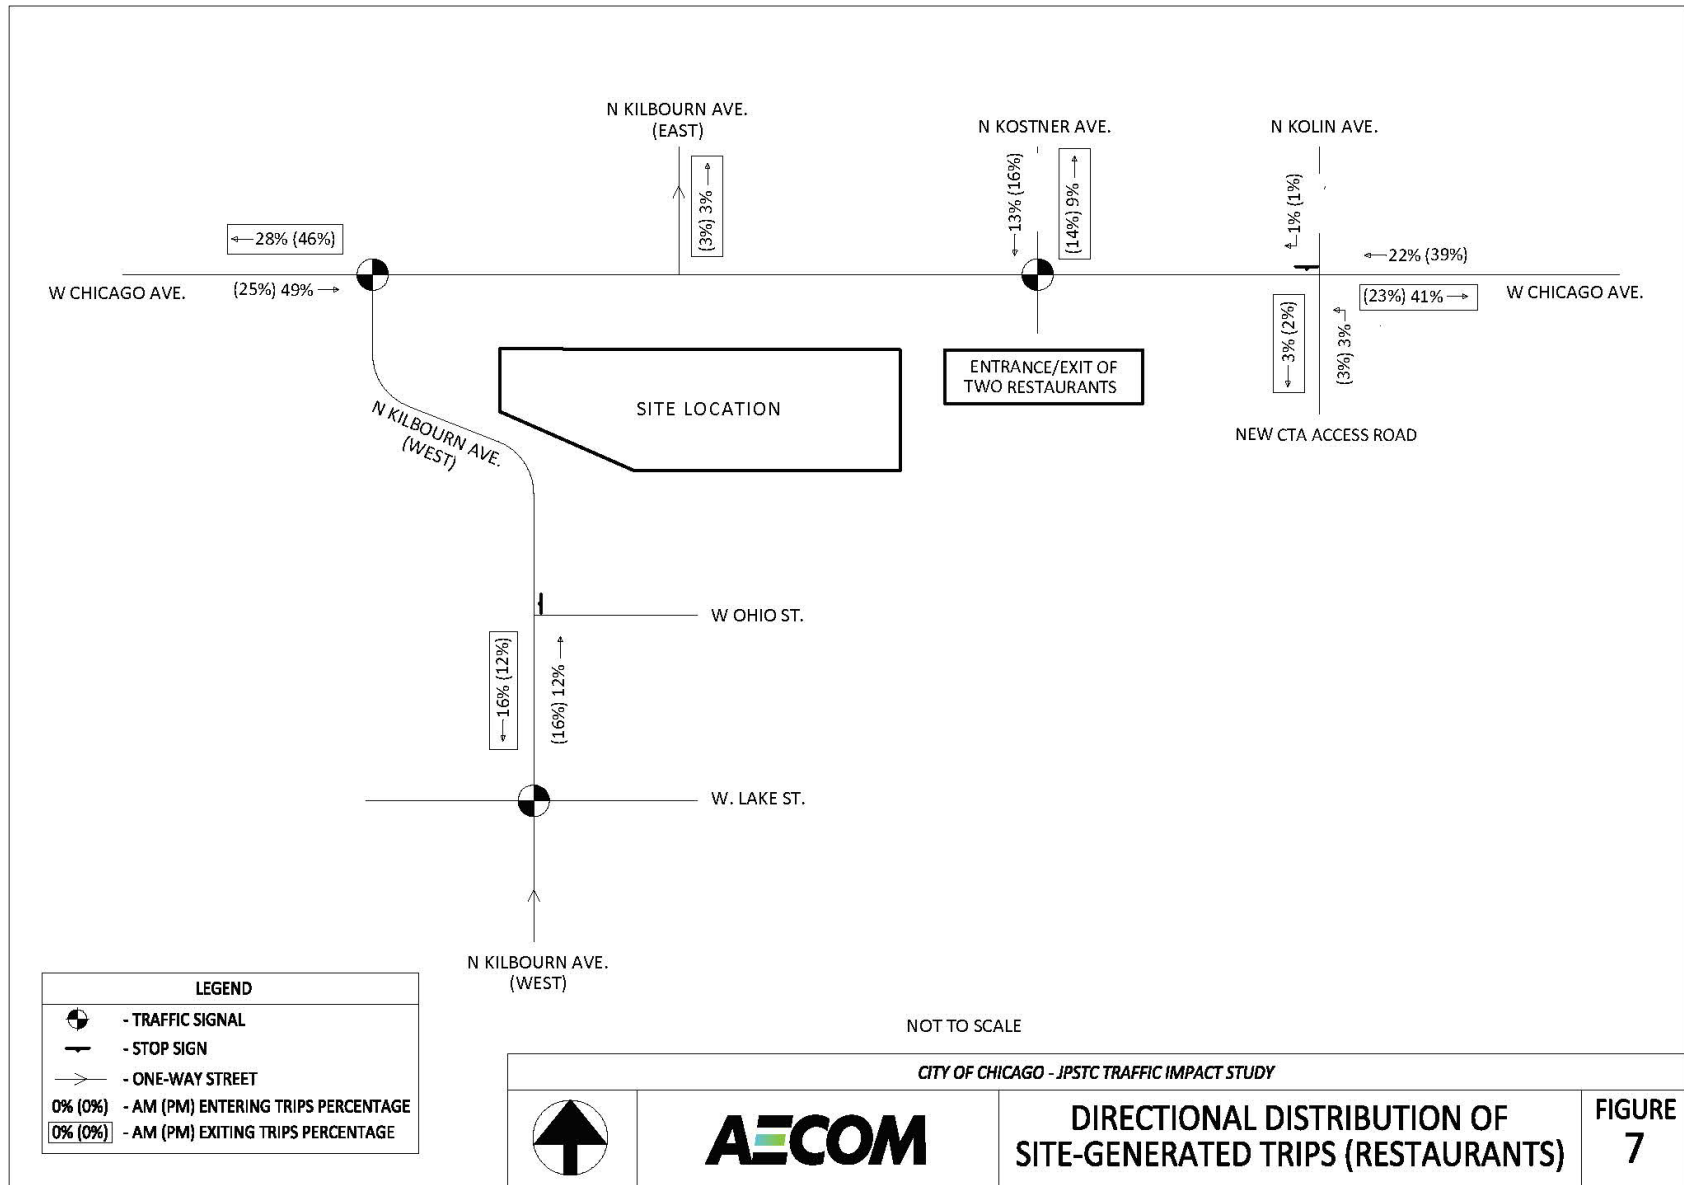 N KILBOURN AVE.
(EAST)
N KOSTNER AVE.
N KOLIN AVE.
(3%) 3%
13% (16%)
(14%) 9%
1% (1%)
28% (46%)
22% (39%)
W CHICAGO AVE.
(25%) 49%
(23%) 41%
W CHICAGO AVE.
3% (2%)
(3%) 3%
ENTRANCE/EXIT OF
TWO RESTAURANTS
SITE LOCATION
N KILBOURN AVE.
(WEST)
NEW CTA ACCESS ROAD
W OHIO ST.
16% (12%)
(16%) 12%
W. LAKE ST.
N KILBOURN AVE.
(WEST)
LEGEND
- TRAFFIC SIGNAL
- STOP SIGN
- ONE-WAY STREET
0% (0%) - AM (PM) ENTERING TRIPS PERCENTAGE
0% (0%) - AM (PM) EXITING TRIPS PERCENTAGE
NOT TO SCALE
CITY OF CHICAGO - JPSTC TRAFFIC IMPACT STUDY
AECOM
DIRECTIONAL DISTRIBUTION OF
SITE-GENERATED TRIPS (RESTAURANTS)
FIGURE
7